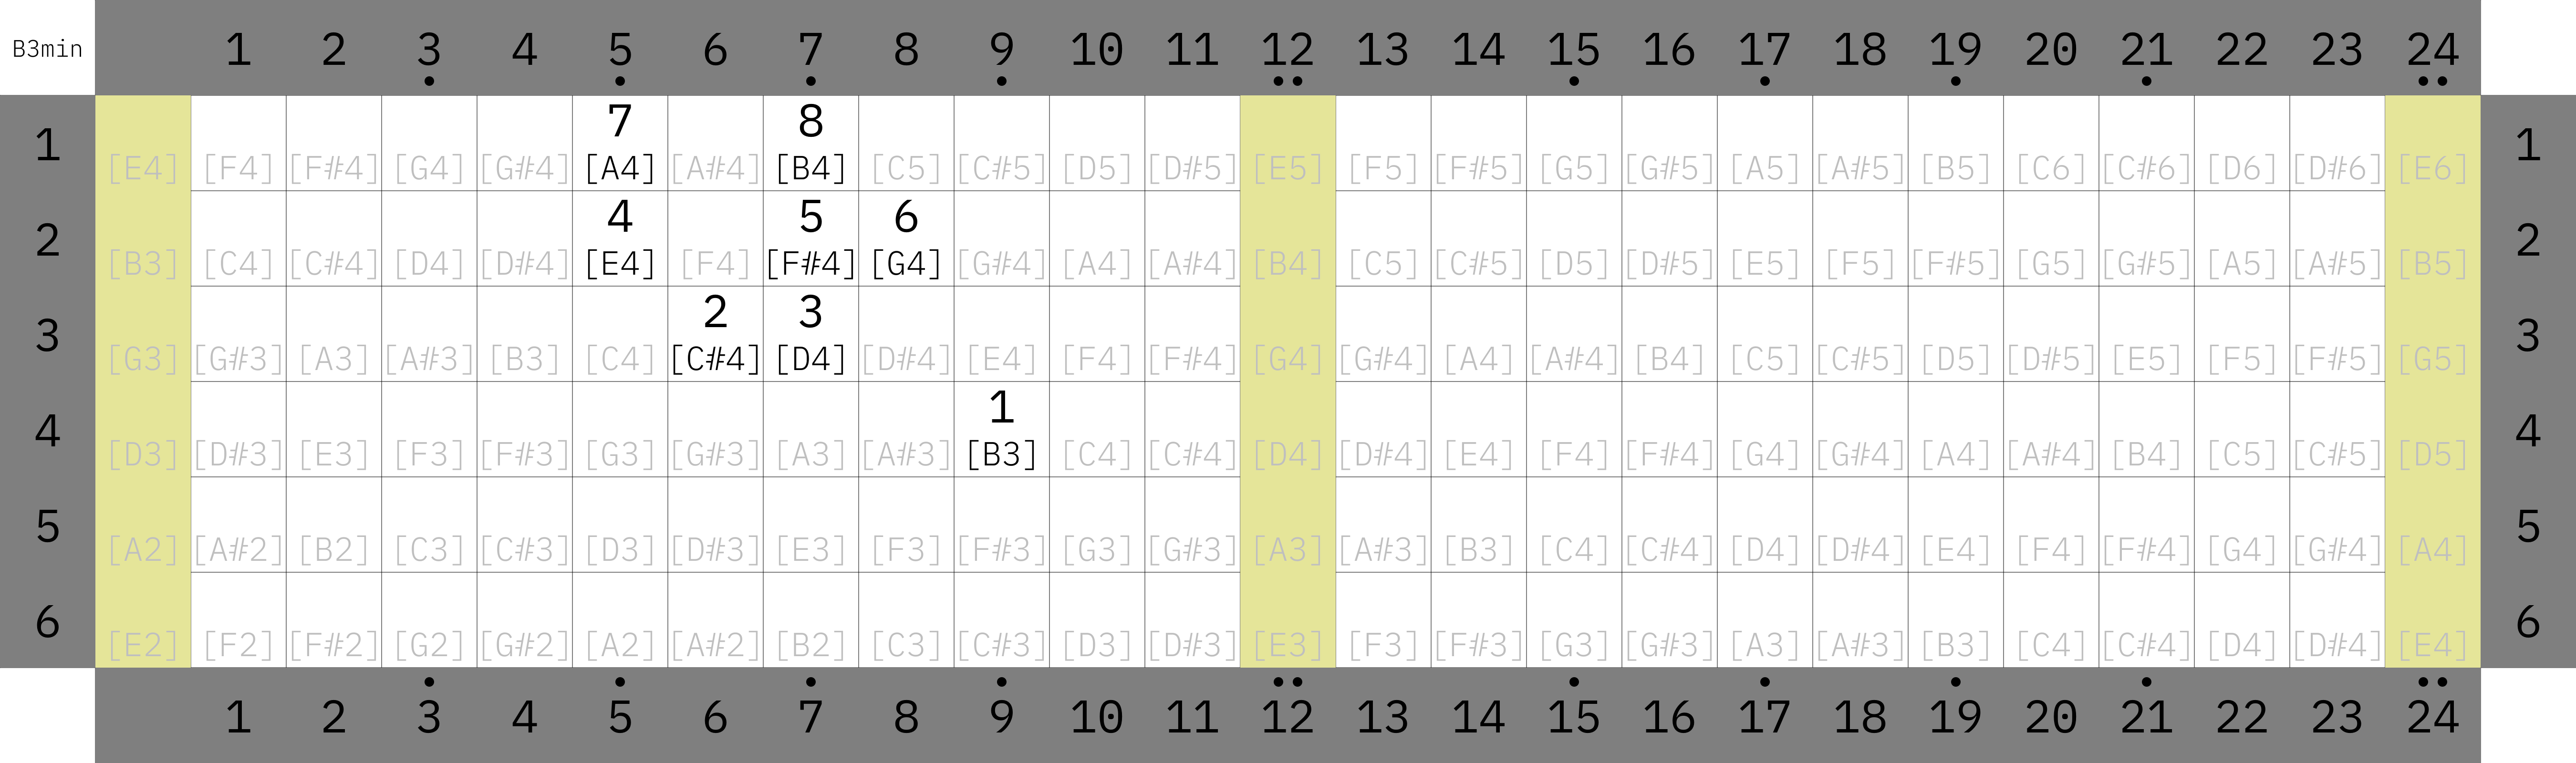 B3min 1 2 3 4 5 6 7 8 9 10 11 12 13 14 15 16 17 18 19 20 21 22 23 24
7 8
1 [E4] [F4] [F#4] [G4] [G#4] [A4] [A#4] [B4] [C5] [C#5] [D5] [D#5] [E5] [F5] [F#5] [G5] [G#5] [A5] [A#5] [B5] [C6] [C#6] [D6] [D#6] [E6] 1
4 5 6
2 [B3] [C4] [C#4] [D4] [D#4] [E4] [F4] [F#4] [G4] [G#4] [A4] [A#4] [B4] [C5] [C#5] [D5] [D#5] [E5] [F5] [F#5] [G5] [G#5] [A5] [A#5] [B5] 2
2 3
3 [G3] [G#3] [A3] [A#3] [B3] [C4] [C#4] [D4] [D#4] [E4] [F4] [F#4] [G4] [G#4] [A4] [A#4] [B4] [C5] [C#5] [D5] [D#5] [E5] [F5] [F#5] [G5] 3
1
4 [D3] [D#3] [E3] [F3] [F#3] [G3] [G#3] [A3] [A#3] [B3] [C4] [C#4] [D4] [D#4] [E4] [F4] [F#4] [G4] [G#4] [A4] [A#4] [B4] [C5] [C#5] [D5] 4
5 [A2] [A#2] [B2] [C3] [C#3] [D3] [D#3] [E3] [F3] [F#3] [G3] [G#3] [A3] [A#3] [B3] [C4] [C#4] [D4] [D#4] [E4] [F4] [F#4] [G4] [G#4] [A4] 5
6 [E2] [F2] [F#2] [G2] [G#2] [A2] [A#2] [B2] [C3] [C#3] [D3] [D#3] [E3] [F3] [F#3] [G3] [G#3] [A3] [A#3] [B3] [C4] [C#4] [D4] [D#4] [E4] 6
1 2 3 4 5 6 7 8 9 10 11 12 13 14 15 16 17 18 19 20 21 22 23 24